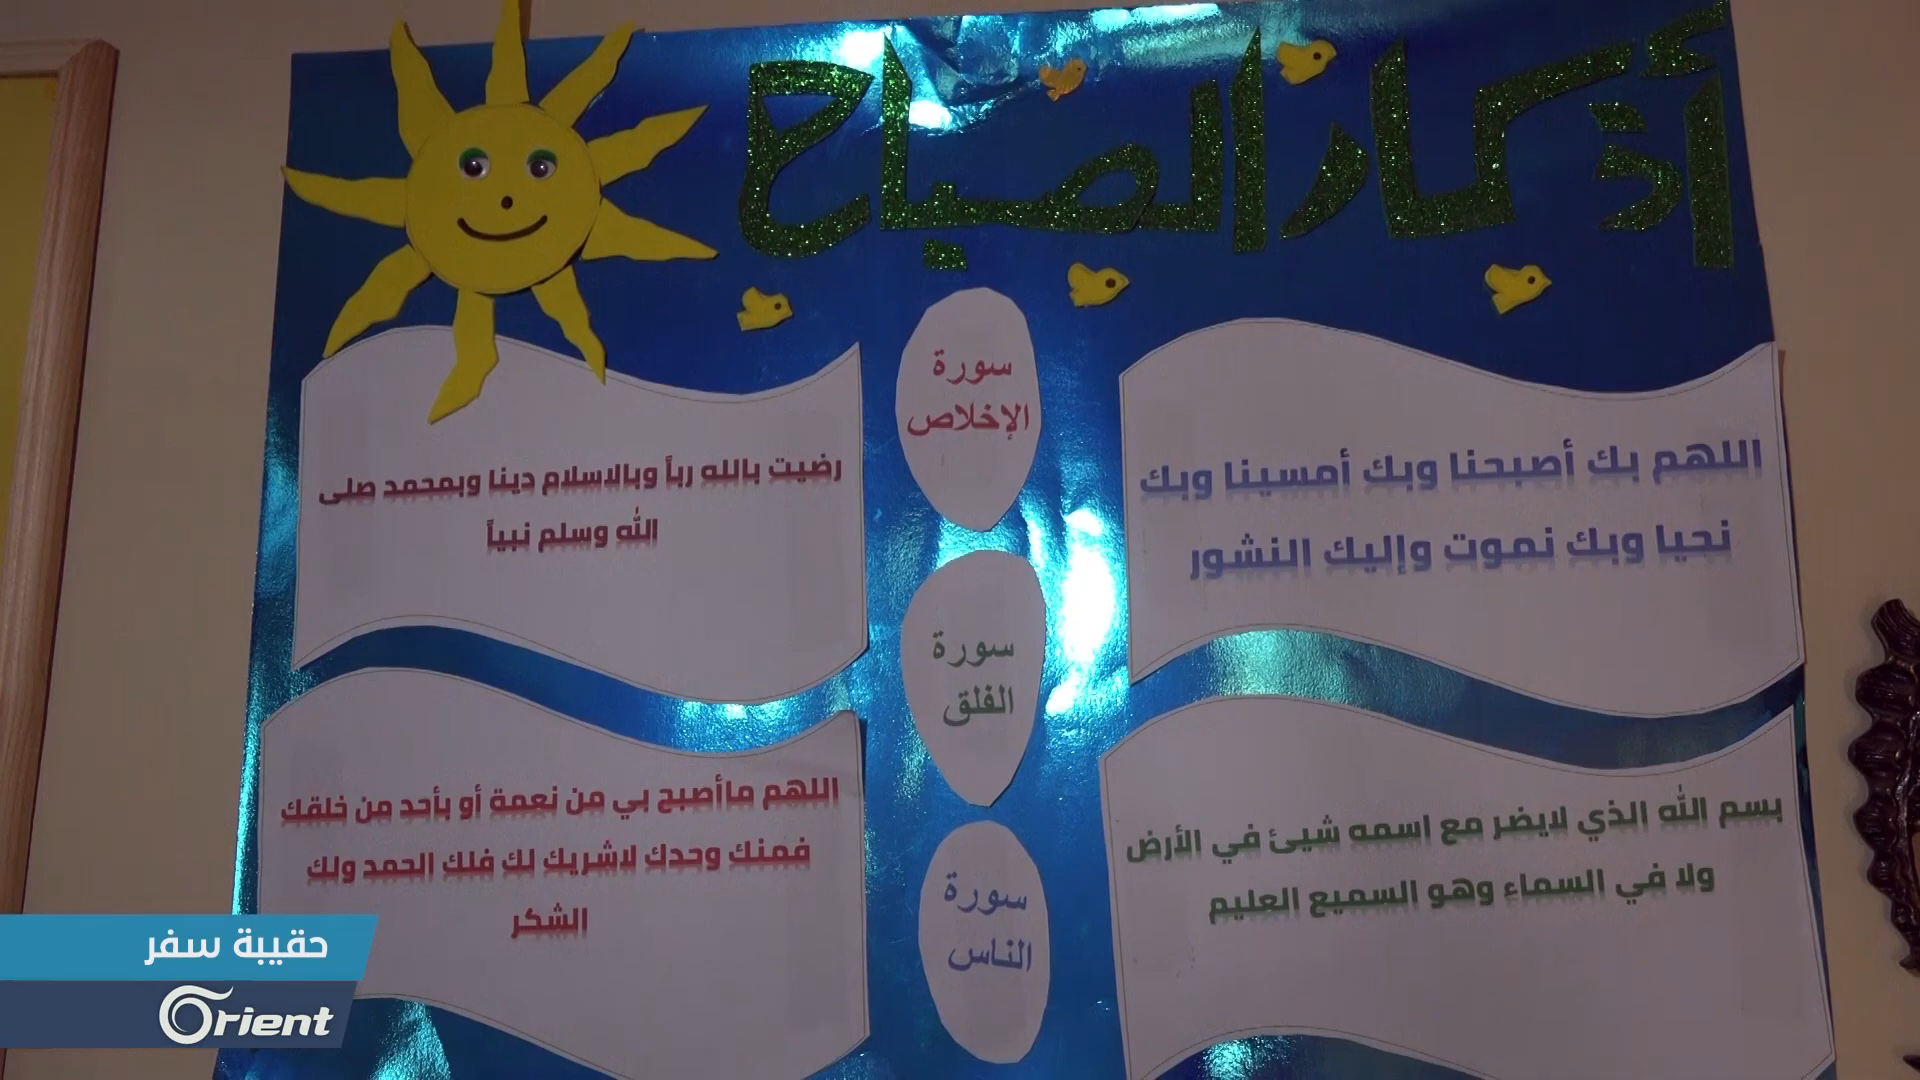 أذكار الصباح
اللهم بك أصبحنا وبك أمسينا وبك
نحيا وبك نموت وإليك النشور
سورة
الإخلاص
رضيت بالله رباً وبالاسلام دينا وبمحمد صلى
الله وسلم نبياً
بسم الله الذي لايضر مع اسمه شيئ في الأرض
ولا في السماء وهو السميع العليم
سورة
الفلق
اللهم ماأصبح بي من نعمة أو بأحد من خلقك
فمنك وحدك لاشريك لك فلك الحمد ولك
الشكر
سورة
الناس
حقيبة سفر
Orient